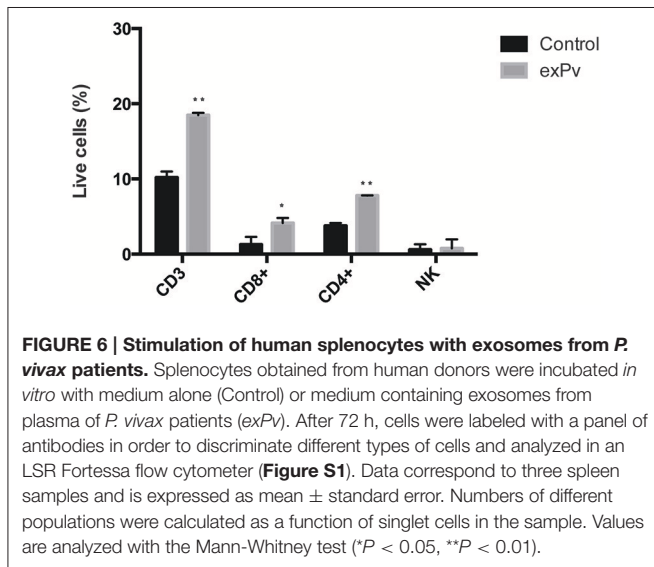 30
Control
exPv
20
10
0
Live cells (%)
**
*
**
CD3
CD8+
CD4+
NK
FIGURE 6 | Stimulation of human splenocytes with exosomes from P.
vivax patients. Splenocytes obtained from human donors were incubated in
vitro with medium alone (Control) or medium containing exosomes from
plasma of P. vivax patients (exPv). After 72 h, cells were labeled with a panel of
antibodies in order to discriminate different types of cells and analyzed in an
LSR Fortessa flow cytometer (Figure S1). Data correspond to three spleen
samples and is expressed as mean ± standard error. Numbers of different
populations were calculated as a function of singlet cells in the sample. Values
are analyzed with the Mann-Whitney test (*P < 0.05, **P < 0.01).